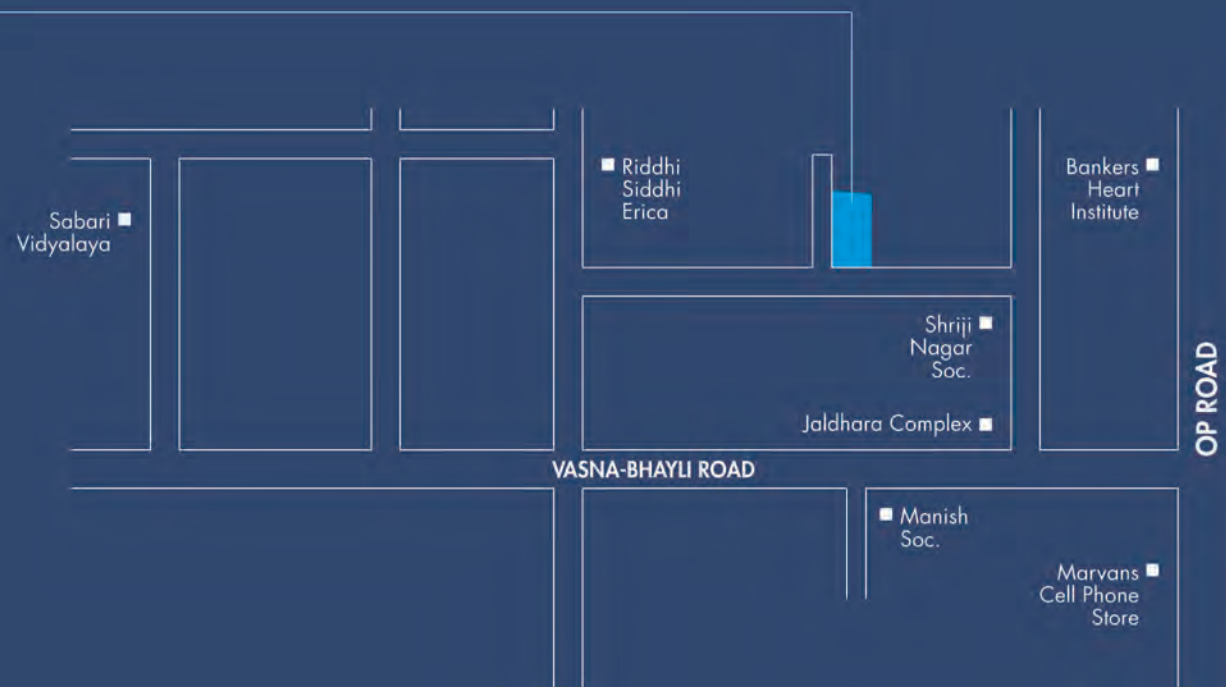 Riddhi
Siddhi
Erica
Bankers
Heart
Institute
Sabari
Vidyalaya
Shriji
Nagar
Soc.
OP ROAD
Jaldhara Complex
VASNA-BHAYLI ROAD
Manish
Soc.
Marvans
Cell Phone
Store